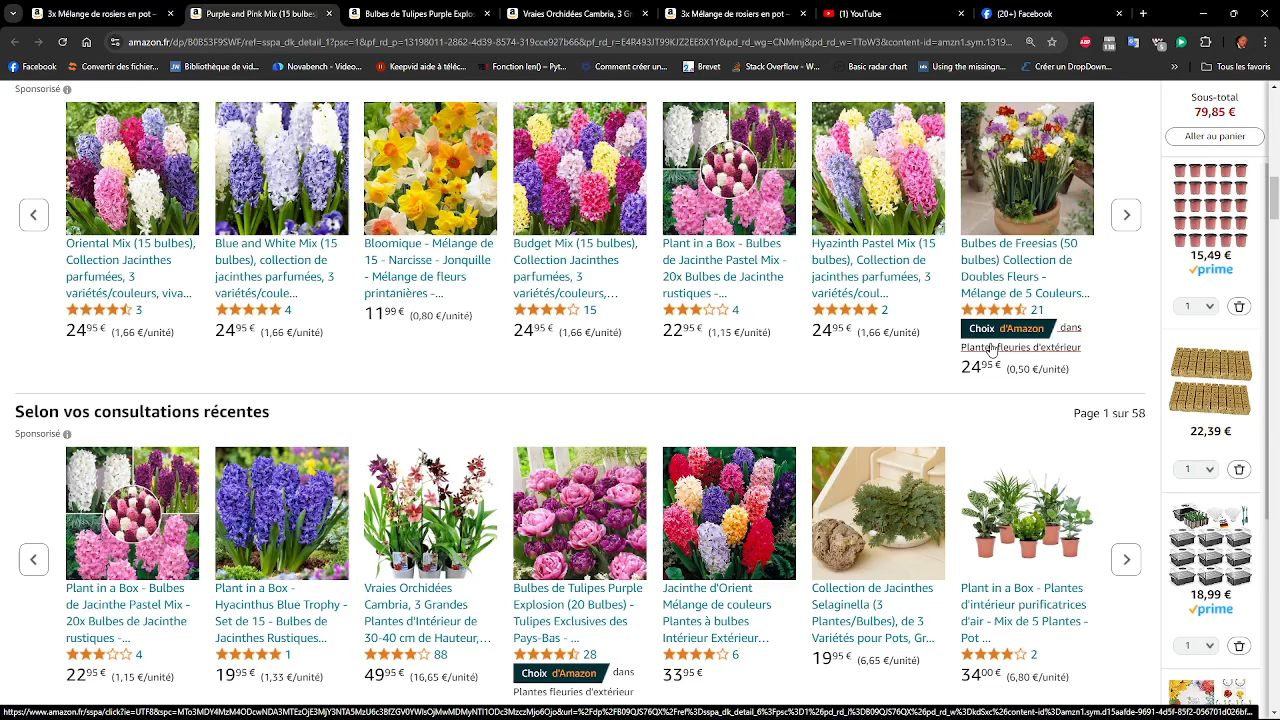 3x Mélange de rosiers en pot –
Purple and Pink Mix (15 bulbes)
Bulbes de Tulipes Purple Explo
Vraies Orchidées Cambria, 3 Gr
3x Mélange de rosiers en pot –
(1) YouTube
(20+) Facebook
amazon.fr/dp/B0B53F9SWF/ref=sspa_dk_detail_1?psc=1&pd_rd_i=
Facebook
Convertir des fichier...
Bibliothèque de vid...
Novabench - Video...
Keepvid aide à téléc...
Fonction len() – Pyt...
Comment créer un...
Brevet
Stack Overflow - W...
Basic radar chart
Using the missingn...
Créer un DropDown...
»
Tous les favoris
Sponsorisé
Oriental Mix (15 bulbes),
Collection Jacinthes
parfumées, 3
variétés/couleurs, viva...
3
24,95 € (1,66 €/unité)
Blue and White Mix (15
bulbes), collection de
jacinthes parfumées, 3
variétés/coule...
4
24,95 € (1,66 €/unité)
Bloomique - Mélange de
15 - Narcisse - Jonquille
- Mélange de fleurs
printanières -...
11,99 € (0,80 €/unité)
Budget Mix (15 bulbes),
Collection Jacinthes
parfumées, 3
variétés/couleurs,...
15
24,95 € (1,66 €/unité)
Plant in a Box - Bulbes
de Jacinthe Pastel Mix -
20x Bulbes de Jacinthe
rustiques -...
4
22,95 € (1,15 €/unité)
Hyazinth Pastel Mix (15
bulbes), Collection de
jacinthes parfumées, 3
variétés/coul...
2
24,95 € (1,66 €/unité)
Bulbes de Freesias (50
bulbes) Collection de
Doubles Fleurs -
Mélange de 5 Couleurs...
21
Choix d'Amazon dans
Plantes fleuries d'extérieur
24,95 € (0,50 €/unité)
Selon vos consultations récentes
Page 1 sur 58
Sponsorisé
Plant in a Box - Bulbes
de Jacinthe Pastel Mix -
20x Bulbes de Jacinthe
rustiques -...
4
22,95 € (1,15 €/unité)
Plant in a Box -
Hyacinthus Blue Trophy -
Set de 15 - Bulbes de
Jacinthes Rustiques...
1
19,95 € (1,33 €/unité)
Vraies Orchidées
Cambria, 3 Grandes
Plantes d'Intérieur de
30-40 cm de Hauteur,...
88
49,95 € (16,65 €/unité)
Bulbes de Tulipes Purple
Explosion (20 Bulbes) -
Tulipes Exclusives des
Pays-Bas - ...
28
Choix d'Amazon dans
Plantes fleuries d'extérieur
Jacinthe d'Orient
Mélange de couleurs
Plantes à bulbes
Intérieur Extérieur...
6
33,95 €
Collection de Jacinthes
Selaginella (3
Plantes/Bulbes), de 3
Variétés pour Pots, Gr...
19,95 € (6,65 €/unité)
Plant in a Box - Plantes
d'intérieur purificatrices
d'air - Mix de 5 Plantes -
Pot ...
2
34,00 € (6,80 €/unité)
Sous-total
79,85 €
Aller au panier
15,49 €
prime
1
22,39 €
1
18,99 €
prime
1